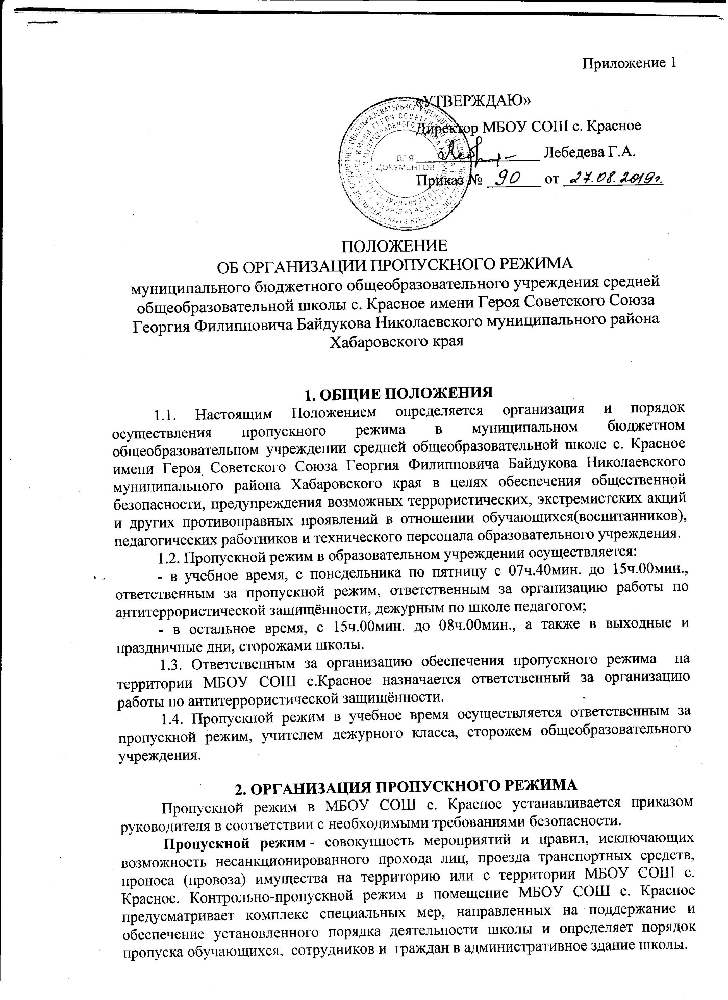 Приложение 1
«УТВЕРЖДАЮ»
Директор МБОУ СОШ с. Красное
Лебедева Г.А.
Приказ № 90 от 27.08.2019г.
ДЛЯ
ДОКУМЕНТОВ
ПОЛОЖЕНИЕ
ОБ ОРГАНИЗАЦИИ ПРОПУСКНОГО РЕЖИМА
муниципального бюджетного общеобразовательного учреждения средней
общеобразовательной школы с. Красное имени Героя Советского Союза
Георгия Филипповича Байдукова Николаевского муниципального района
Хабаровского края
1. ОБЩИЕ ПОЛОЖЕНИЯ
1.1. Настоящим Положением определяется организация и порядок
осуществления пропускного режима в муниципальном бюджетном
общеобразовательном учреждении средней общеобразовательной школе с. Красное
имени Героя Советского Союза Георгия Филипповича Байдукова Николаевского
муниципального района Хабаровского края в целях обеспечения общественной
безопасности, предупреждения возможных террористических, экстремистских акций
и других противоправных проявлений в отношении обучающихся(воспитанников),
педагогических работников и технического персонала образовательного учреждения.
1.2. Пропускной режим в образовательном учреждении осуществляется:
- в учебное время, с понедельника по пятницу с 07ч.40мин. до 15ч.00мин.,
ответственным за пропускной режим, ответственным за организацию работы по
антитеррористической защищённости, дежурным по школе педагогом;
- в остальное время, с 15ч.00мин. до 08ч.00мин., а также в выходные и
праздничные дни, сторожами школы.
1.3. Ответственным за организацию обеспечения пропускного режима на
территории МБОУ СОШ с.Красное назначается ответственный за организацию
работы по антитеррористической защищённости.
1.4. Пропускной режим в учебное время осуществляется ответственным за
пропускной режим, учителем дежурного класса, сторожем общеобразовательного
учреждения.
2. ОРГАНИЗАЦИЯ ПРОПУСКНОГО РЕЖИМА
Пропускной режим в МБОУ СОШ с. Красное устанавливается приказом
руководителя в соответствии с необходимыми требованиями безопасности.
Пропускной режим - совокупность мероприятий и правил, исключающих
возможность несанкционированного прохода лиц, проезда транспортных средств,
проноса (провоза) имущества на территорию или с территории МБОУ СОШ с.
Красное. Контрольно-пропускной режим в помещение МБОУ СОШ с. Красное
предусматривает комплекс специальных мер, направленных на поддержание и
обеспечение установленного порядка деятельности школы и определяет порядок
пропуска обучающихся, сотрудников и граждан в административное здание школы.